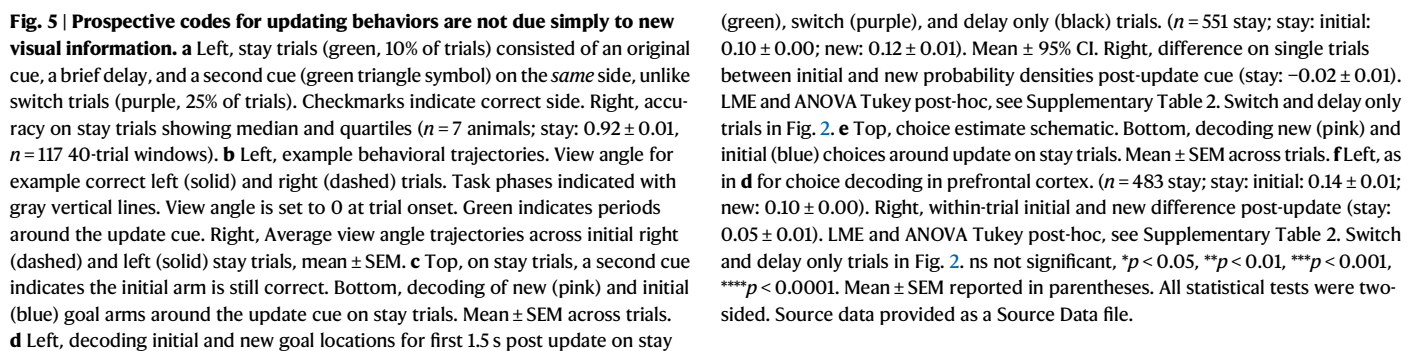 Fig. 5 | Prospective codes for updating behaviors are not due simply to new
visual information. a Left, stay trials (green, 10% of trials) consisted of an original
cue, a brief delay, and a second cue (green triangle symbol) on the same side, unlike
switch trials (purple, 25% of trials). Checkmarks indicate correct side. Right, accu-
racy on stay trials showing median and quartiles (n = 7 animals; stay: 0.92 ± 0.01,
n = 117 40-trial windows). b Left, example behavioral trajectories. View angle for
example correct left (solid) and right (dashed) trials. Task phases indicated with
gray vertical lines. View angle is set to 0 at trial onset. Green indicates periods
around the update cue. Right, Average view angle trajectories across initial right
(dashed) and left (solid) stay trials, mean ± SEM. c Top, on stay trials, a second cue
indicates the initial arm is still correct. Bottom, decoding of new (pink) and initial
(blue) goal arms around the update cue on stay trials. Mean ± SEM across trials.
d Left, decoding initial and new goal locations for first 1.5 s post update on stay
(green), switch (purple), and delay only (black) trials. (n = 551 stay; stay: initial:
0.10 ± 0.00; new: 0.12 ± 0.01). Mean ± 95% CI. Right, difference on single trials
between initial and new probability densities post-update cue (stay: −0.02 ± 0.01).
LME and ANOVA Tukey post-hoc, see Supplementary Table 2. Switch and delay only
trials in Fig. 2. e Top, choice estimate schematic. Bottom, decoding new (pink) and
initial (blue) choices around update on stay trials. Mean ± SEM across trials. f Left, as
in d for choice decoding in prefrontal cortex. (n = 483 stay; stay: initial: 0.14 ± 0.01;
new: 0.10 ± 0.00). Right, within-trial initial and new difference post-update (stay:
0.05 ± 0.01). LME and ANOVA Tukey post-hoc, see Supplementary Table 2. Switch
and delay only trials in Fig. 2. ns not significant, *p < 0.05, **p < 0.01, ***p < 0.001,
****p < 0.0001. Mean ± SEM reported in parentheses. All statistical tests were two-
sided. Source data provided as a Source Data file.